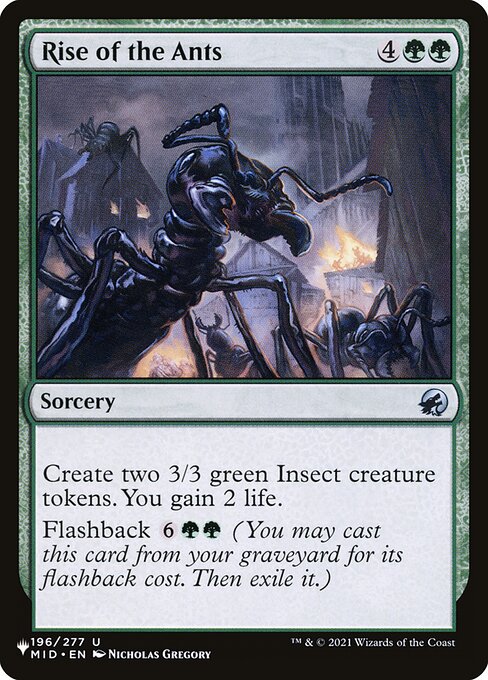 Rise of the Ants 4
Sorcery
Create two 3/3 green Insect creature
tokens. You gain 2 life.
Flashback 6 (You may cast
this card from your graveyard for its
flashback cost. Then exile it.)
196/277 U
MID • EN Nicholas Gregory
™ & © 2021 Wizards of the Coast